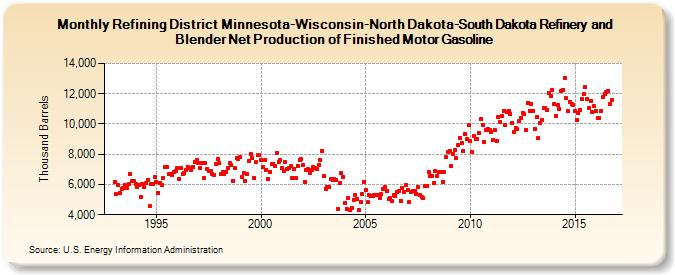 Monthly Refining District Minnesota-Wisconsin-North Dakota-South Dakota Refinery and
Blender Net Production of Finished Motor Gasoline
Thousand Barrels
14,000
12,000
10,000
8,000
6,000
4,000
1995
2000
2005
2010
2015
Source: U.S. Energy Information Administration